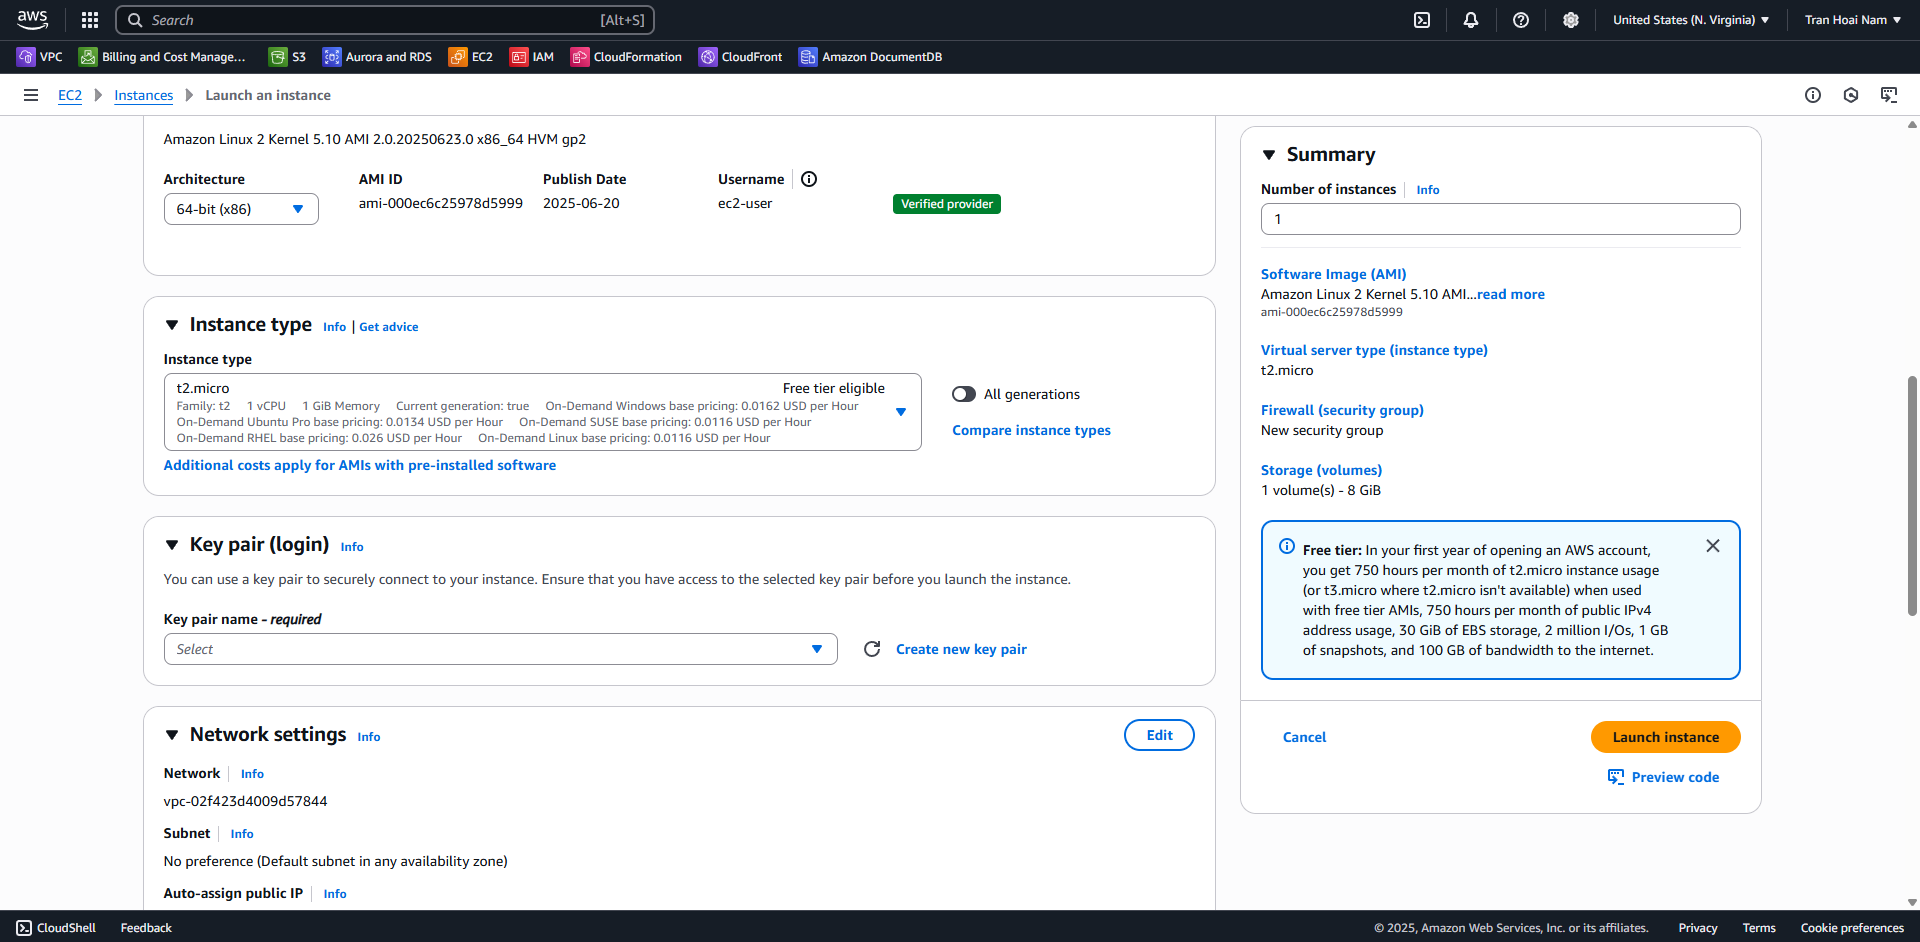 aws
Search [Alt+S]
United States (N. Virginia)
Tran Hoai Nam
VPC
Billing and Cost Manage...
S3
Aurora and RDS
EC2
IAM
CloudFormation
CloudFront
Amazon DocumentDB
EC2
Instances
Launch an instance
Amazon Linux 2 Kernel 5.10 AMI 2.0.20250623.0 x86_64 HVM gp2
Architecture
AMI ID
Publish Date
Username
64-bit (x86)
ami-000ec6c25978d5999
2025-06-20
ec2-user
Verified provider
Instance type Info | Get advice
Instance type
t2.micro Free tier eligible
Family: t2 1 vCPU 1 GiB Memory Current generation: true On-Demand Windows base pricing: 0.0162 USD per Hour
On-Demand Ubuntu Pro base pricing: 0.0134 USD per Hour On-Demand SUSE base pricing: 0.0116 USD per Hour
On-Demand RHEL base pricing: 0.026 USD per Hour On-Demand Linux base pricing: 0.0116 USD per Hour
All generations
Compare instance types
Additional costs apply for AMIs with pre-installed software
Key pair (login) Info
You can use a key pair to securely connect to your instance. Ensure that you have access to the selected key pair before you launch the instance.
Key pair name - required
Select
Create new key pair
Network settings Info
Edit
Network Info
vpc-02f423d4009d57844
Subnet Info
No preference (Default subnet in any availability zone)
Auto-assign public IP Info
Summary
Number of instances Info
1
Software Image (AMI)
Amazon Linux 2 Kernel 5.10 AMI...read more
ami-000ec6c25978d5999
Virtual server type (instance type)
t2.micro
Firewall (security group)
New security group
Storage (volumes)
1 volume(s) - 8 GiB
Free tier: In your first year of opening an AWS account,
you get 750 hours per month of t2.micro instance usage
(or t3.micro where t2.micro isn't available) when used
with free tier AMIs, 750 hours per month of public IPv4
address usage, 30 GiB of EBS storage, 2 million I/Os, 1 GB
of snapshots, and 100 GB of bandwidth to the internet.
Cancel
Launch instance
Preview code
CloudShell
Feedback
© 2025, Amazon Web Services, Inc. or its affiliates.
Privacy
Terms
Cookie preferences